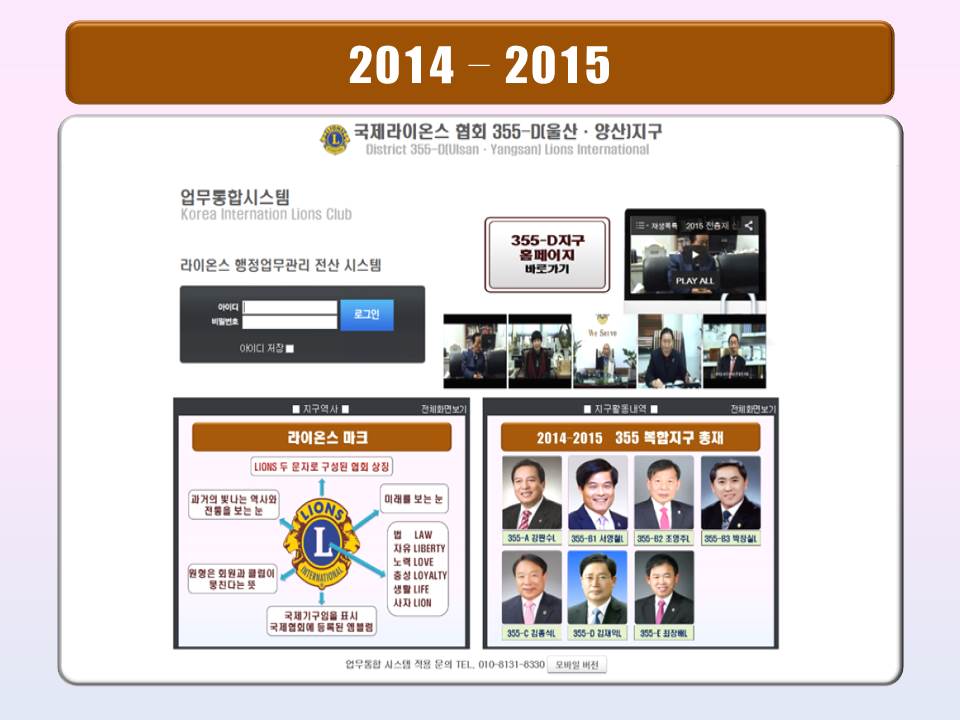 2014 – 2015
국제라이온스 협회 355-D(울산 · 양산)지구
District 355-D(Ulsan · Yangsan) Lions International
업무통합시스템
Korea Internation Lions Club
라이온스 행정업무관리 전산 시스템
아이디
비밀번호
로그인
아이디 저장
355-D지구
홈페이지
바로가기
재생목록
2015 전흥재
PLAY ALL
We Serve
■ 지구역사 ■
전체화면보기
라이온스 마크
LIONS 두 문자로 구성된 협회 상징
과거의 빛나는 역사와
전통을 보는 눈
미래를 보는 눈
LIONS
L
INTERNATIONAL
법 LAW
자유 LIBERTY
노력 LOVE
충성 LOYALTY
생활 LIFE
사자 LION
원형은 회원과 클럽이
뭉친다는 뜻
국제기구임을 표시
국제협회에 등록된 엠블럼
■ 지구활동내역 ■
전체화면보기
2014-2015 355 복합지구 총재
355-A 김판수L
355-B1 서영철L
355-B2 조영주L
355-B3 박장실L
355-C 김종석L
355-D 김재익L
355-E 최창배L
업무통합 시스템 적용 문의 TEL. 010-8131-8330
모바일 버전